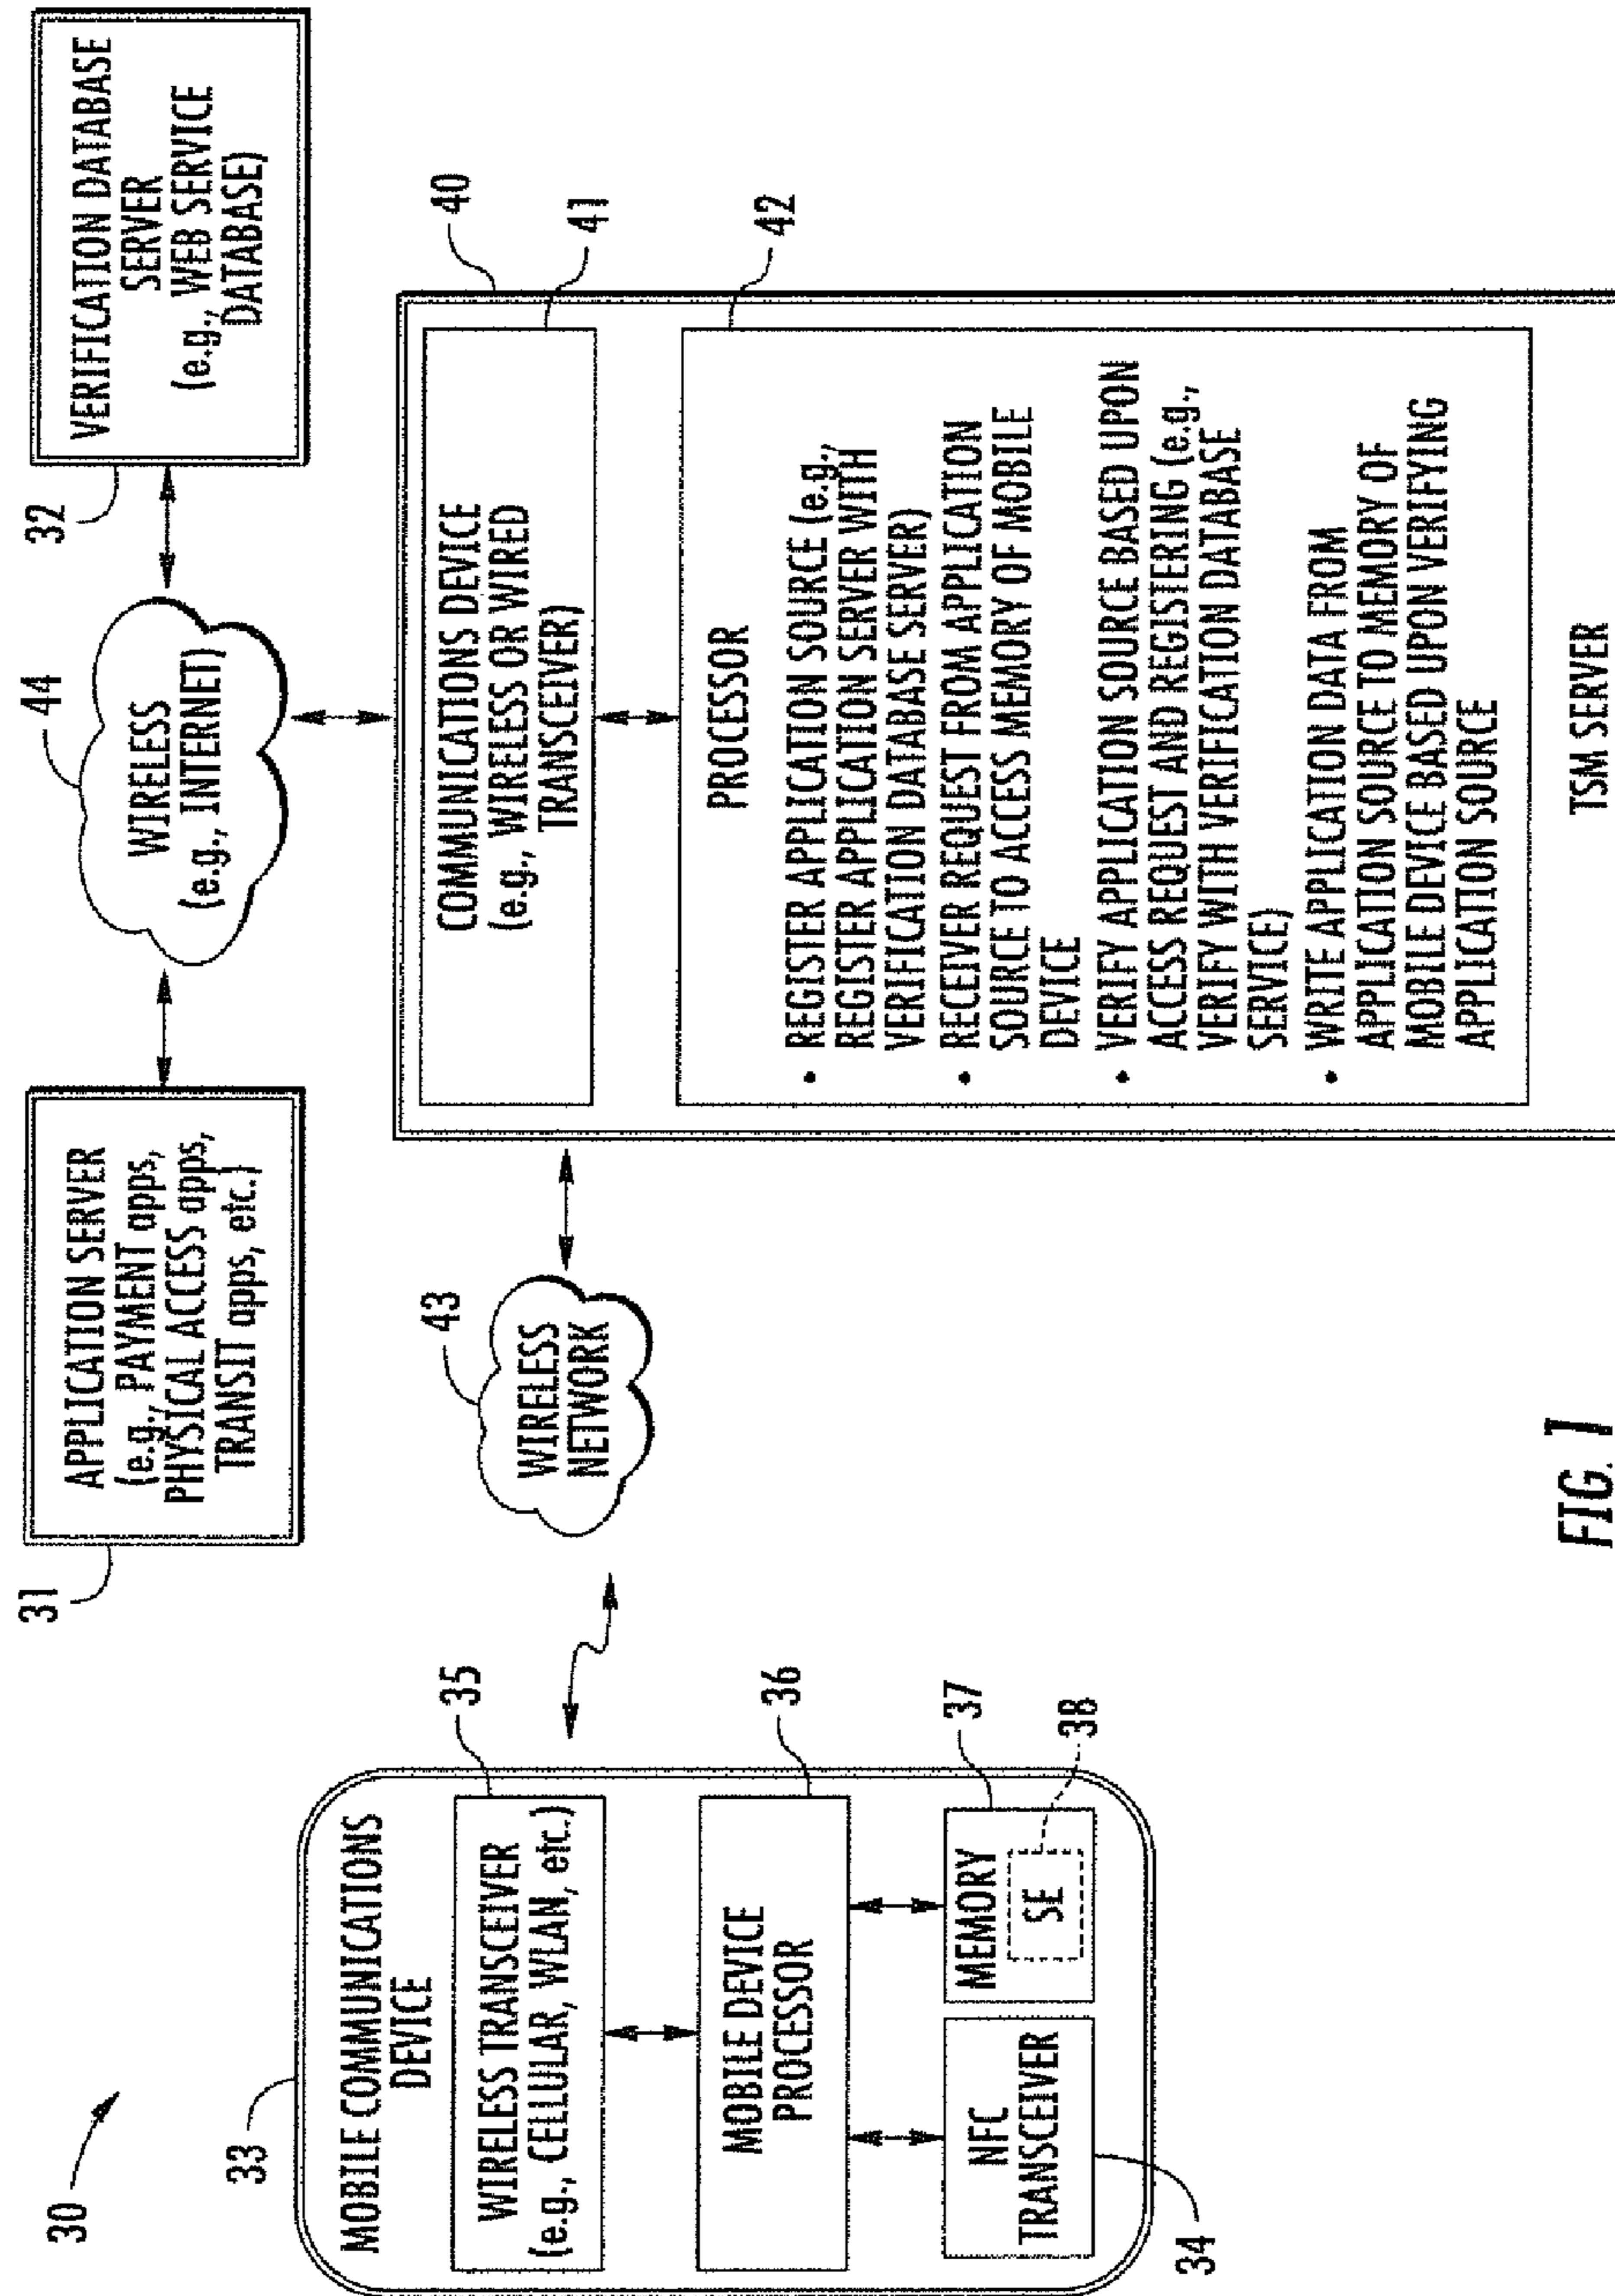 30
33
MOBILE COMMUNICATIONS
DEVICE
35
WIRELESS TRANSCEIVER
(e.g., CELLULAR, WLAN, etc.)
36
MOBILE DEVICE
PROCESSOR
37
MEMORY
38
SE
NFC
TRANSCEIVER
34
31
APPLICATION SERVER
(e.g., PAYMENT apps,
PHYSICAL ACCESS apps,
TRANSIT apps, etc.)
44
WIRELESS
(e.g., INTERNET)
32
VERIFICATION DATABASE
SERVER
(e.g., WEB SERVICE
DATABASE)
43
WIRELESS
NETWORK
40
COMMUNICATIONS DEVICE
(e.g., WIRELESS OR WIRED
TRANSCEIVER)
41
42
PROCESSOR
• REGISTER APPLICATION SOURCE (e.g.,
REGISTER APPLICATION SERVER WITH
VERIFICATION DATABASE SERVER)
• RECEIVER REQUEST FROM APPLICATION
SOURCE TO ACCESS MEMORY OF MOBILE
DEVICE
• VERIFY APPLICATION SOURCE BASED UPON
ACCESS REQUEST AND REGISTERING (e.g.,
VERIFY WITH VERIFICATION DATABASE
SERVICE)
• WRITE APPLICATION DATA FROM
APPLICATION SOURCE TO MEMORY OF
MOBILE DEVICE BASED UPON VERIFYING
APPLICATION SOURCE
TSM SERVER
FIG. 1